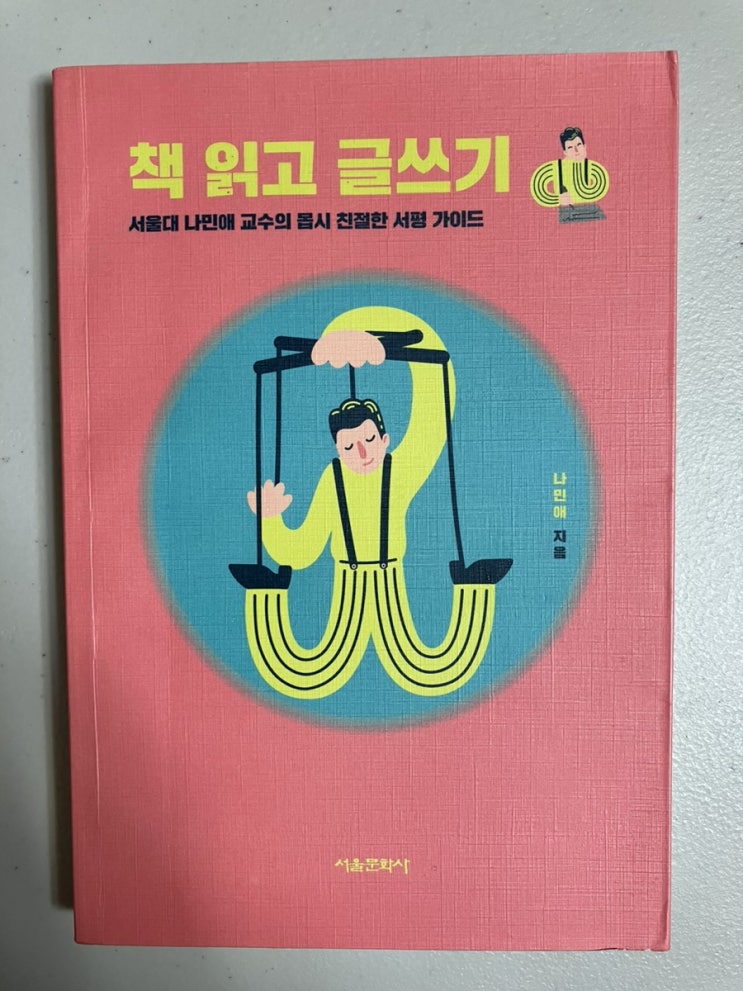 책 읽고 글쓰기
서울대 나민애 교수의 몹시 친절한 서평 가이드
나민애 지음
서울문화사